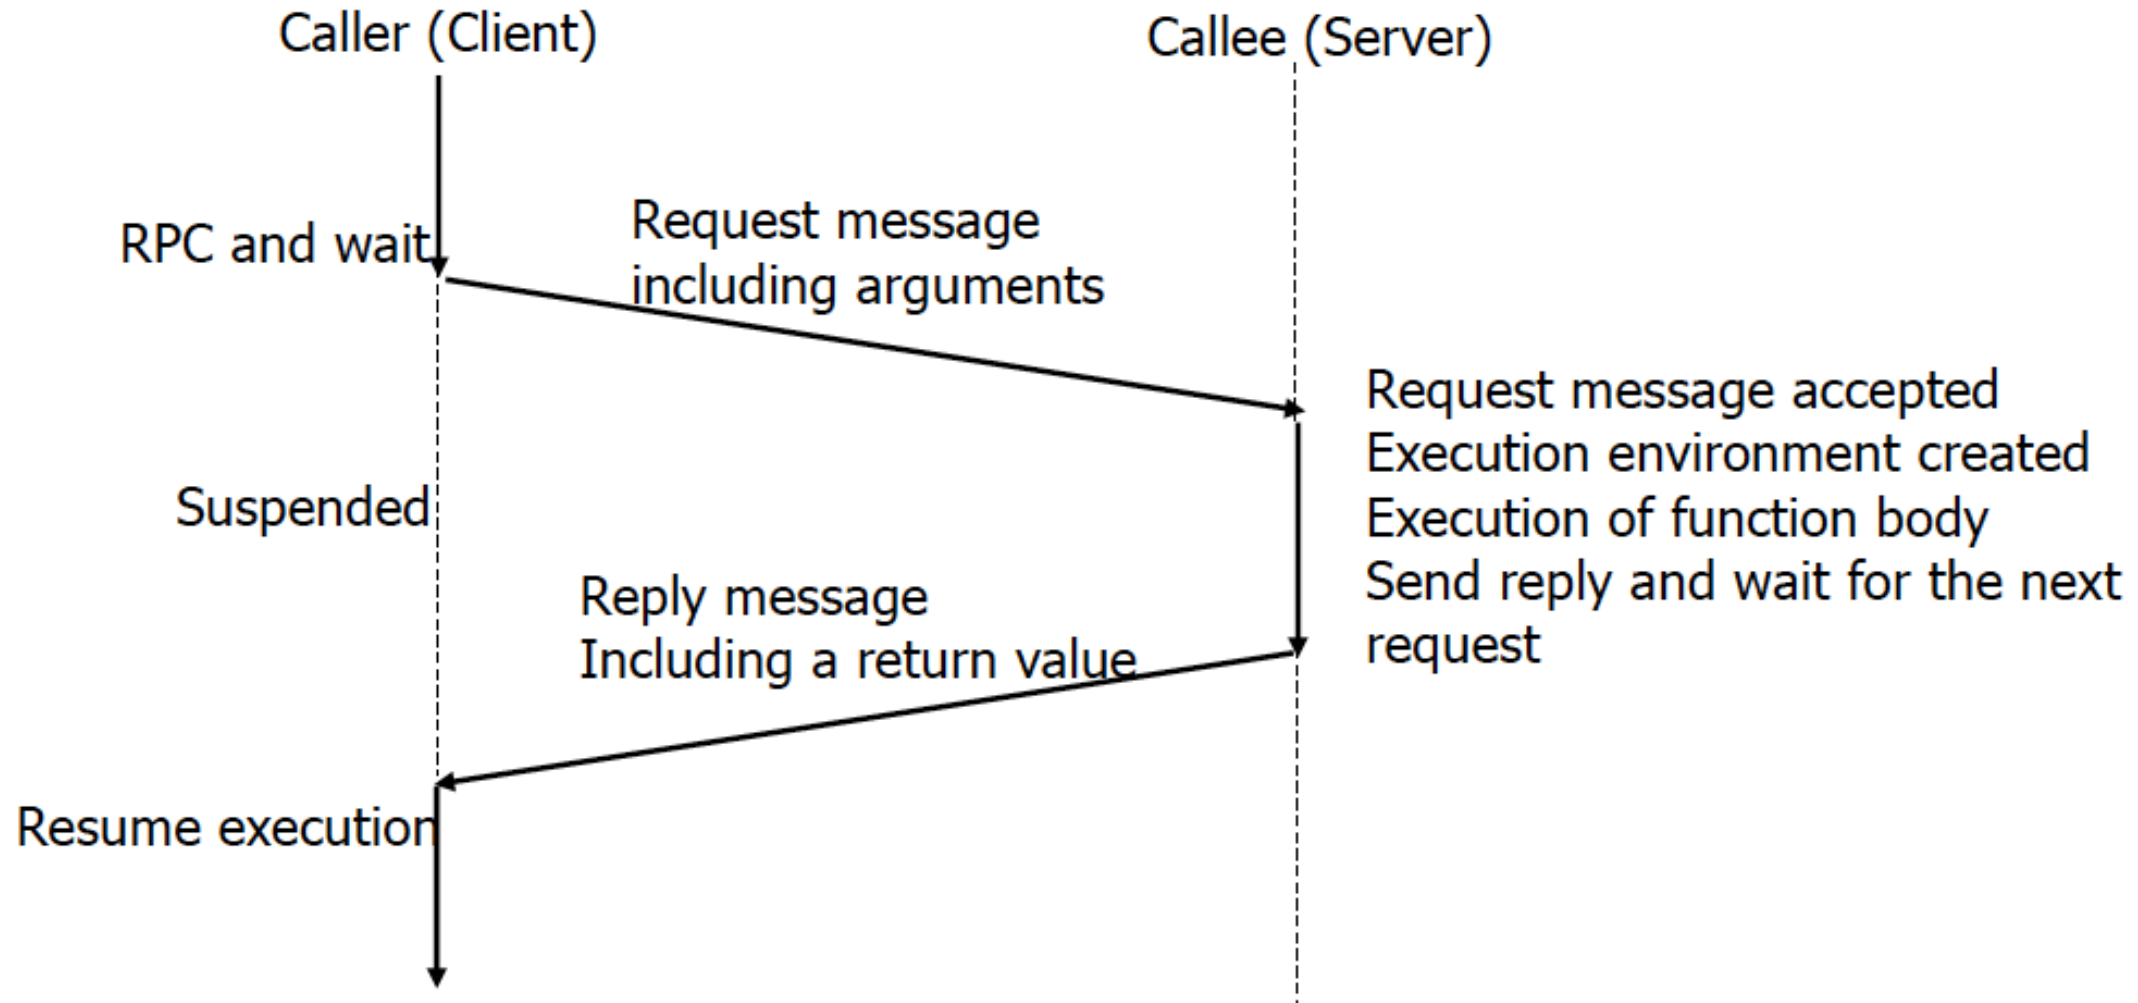 Caller (Client)
Callee (Server)
RPC and wait
Request message
including arguments
Request message accepted
Execution environment created
Execution of function body
Send reply and wait for the next
request
Suspended
Reply message
Including a return value
Resume execution